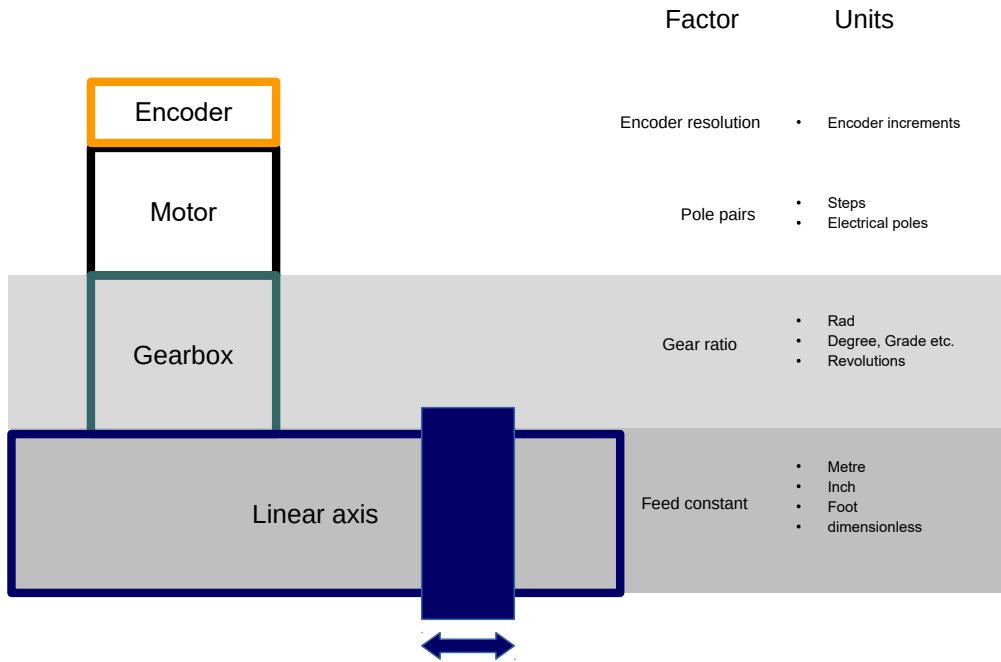 Factor Units
Encoder
Encoder resolution • Encoder increments
Motor
Pole pairs
• Steps
• Electrical poles
Gearbox
Gear ratio
• Rad
• Degree, Grade etc.
• Revolutions
Linear axis
Feed constant
• Metre
• Inch
• Foot
• dimensionless